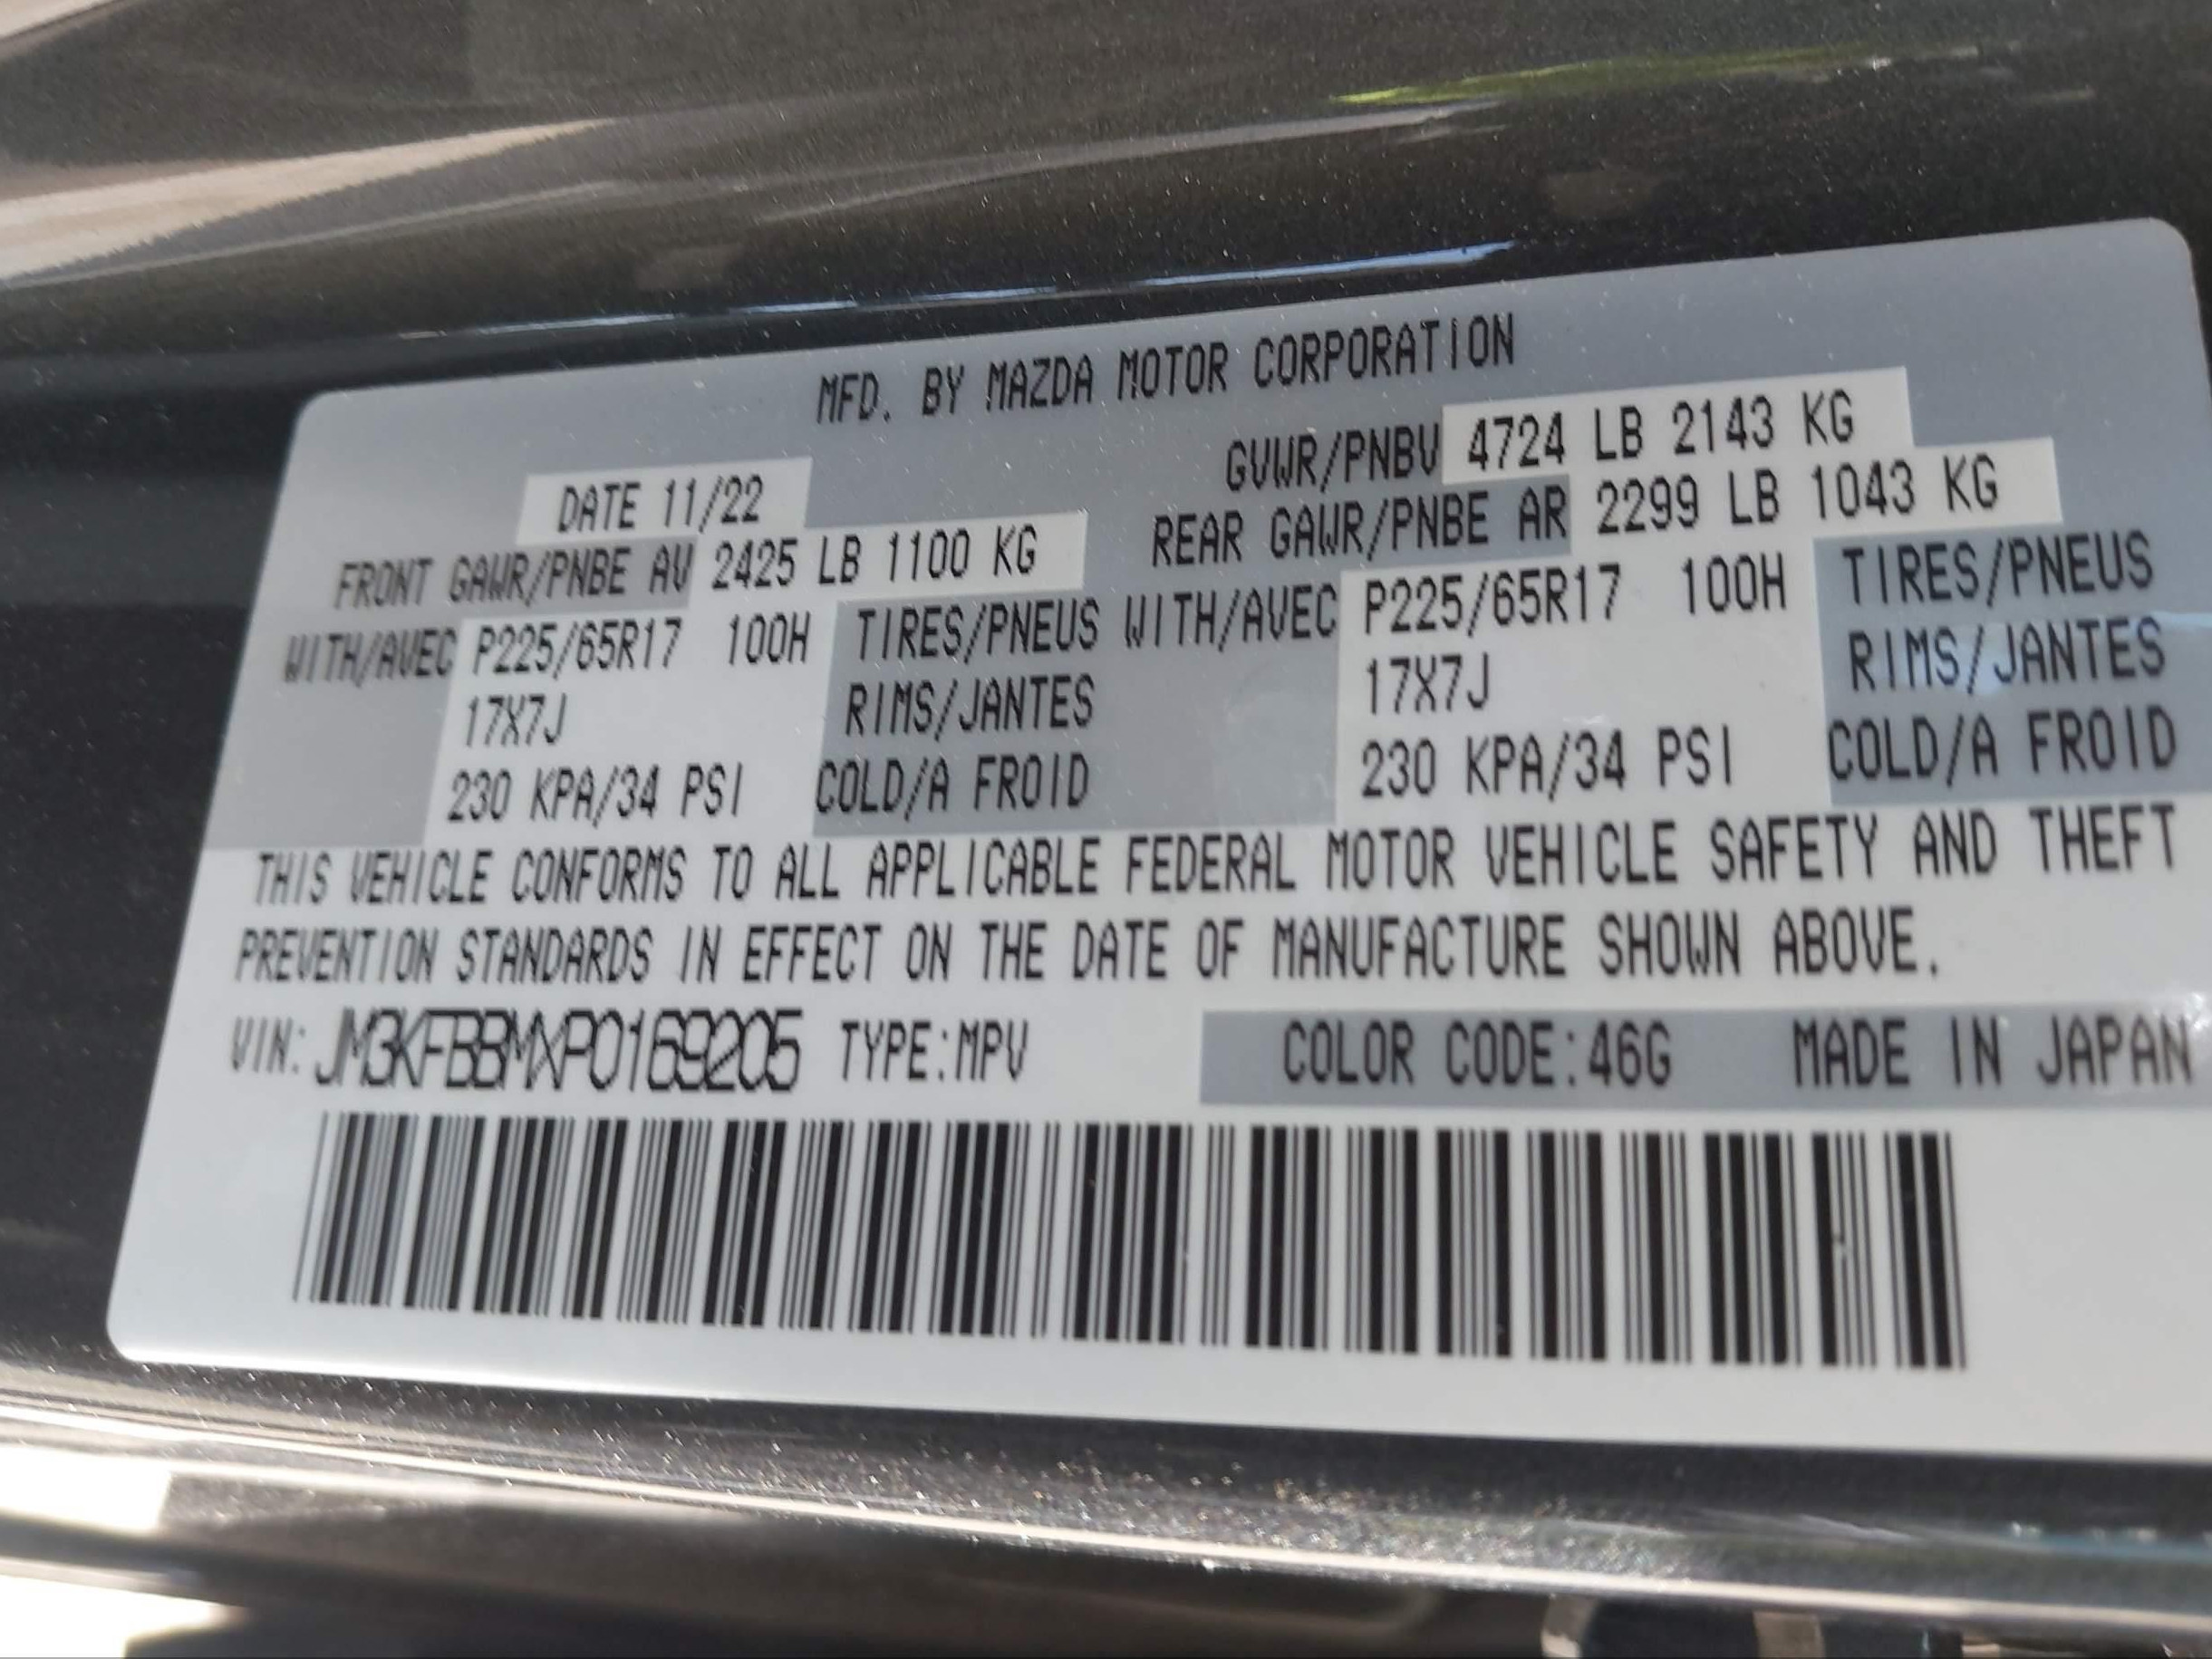 MFD. BY MAZDA MOTOR CORPORATION
GVWR/PNBV 4724 LB 2143 KG
DATE 11/22
FRONT GAWR/PNBE AV 2425 LB 1100 KG REAR GAWR/PNBE AR 2299 LB 1043 KG
WITH/AVEC P225/65R17 100H TIRES/PNEUS WITH/AVEC P225/65R17 100H TIRES/PNEUS
17X7J RIMS/JANTES 17X7J RIMS/JANTES
230 KPA/34 PSI COLD/A FROID 230 KPA/34 PSI COLD/A FROID
THIS VEHICLE CONFORMS TO ALL APPLICABLE FEDERAL MOTOR VEHICLE SAFETY AND THEFT
PREVENTION STANDARDS IN EFFECT ON THE DATE OF MANUFACTURE SHOWN ABOVE.
VIN: JM3KFBBMXP0169205 TYPE:MPV COLOR CODE:46G MADE IN JAPAN